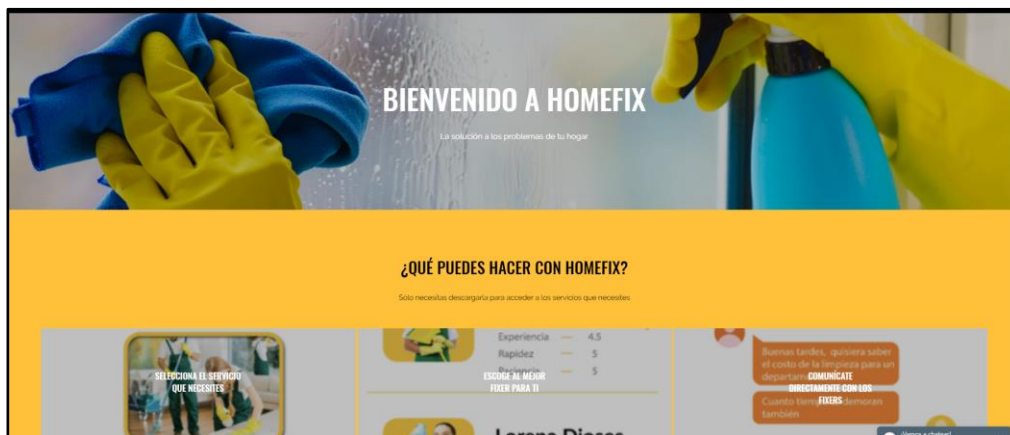 BIENVENIDO A HOMEFIX
La solución a los problemas de tu hogar
¿QUÉ PUEDES HACER CON HOMEFIX?
Solo necesitas descargarla para acceder a los servicios que necesites
SELECCIONA EL SERVICIO
QUE NECESITES
Experiencia — 4.5
Rapidez — 5
— 5
ESCOGE AL MEJOR
FIXER PARA TI
Lorena Dioses
Buenas tardes, quisiera saber
el costo de la limpieza para un
COMUNÍCATE
DIRECTAMENTE CON LOS
FIXERS
Cuanto demoran
también
¡Vamos a chatear!